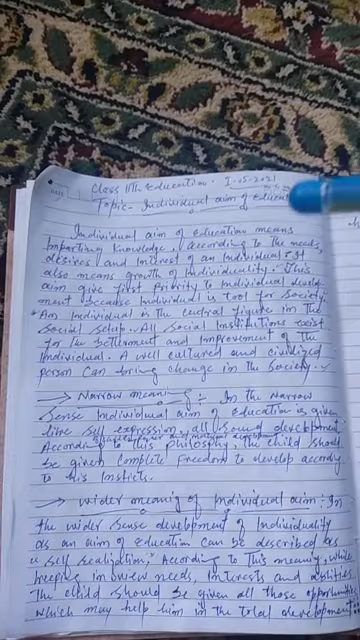 Class 11th Education. 1-05-2021
Topic- Individual aim of Educat
Individual aim of Education means
Imparting knowledge, according to the needs,
desires and Interest of an Individual. It
also means growth of Individuality. This
aim give first priority to Individual develop
ment because Individual is tool for Society.
An Individual is the central figure in the
Social setup. All Social Institutions exist
for the betterment and Improvement of the
Individual. A well cultured and civilized
person can bring change in the Society.
→ Narrow meaning :- In the Narrow
Sense Individual aim of Education is given
like self expression, all round development
According to this philosophy, the child should
be given complete freedom to develop according
to his Instincts.
→ Wider meaning of Individual aim : In
the wider sense development of Individuality
as an aim of Education can be described as
"Self realization." According to this meaning, while
keeping in view needs, Interests and abilities
The child should be given all those opportunities
which may help him in the total development